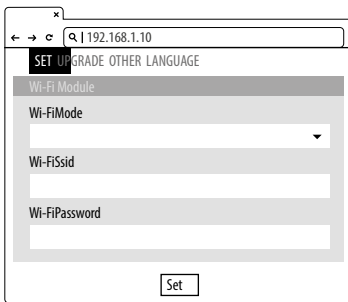 ×
192.168.1.10
SET UPGRADE OTHER LANGUAGE
Wi-Fi Module
Wi-FiMode
Wi-FiSsid
Wi-FiPassword
Set